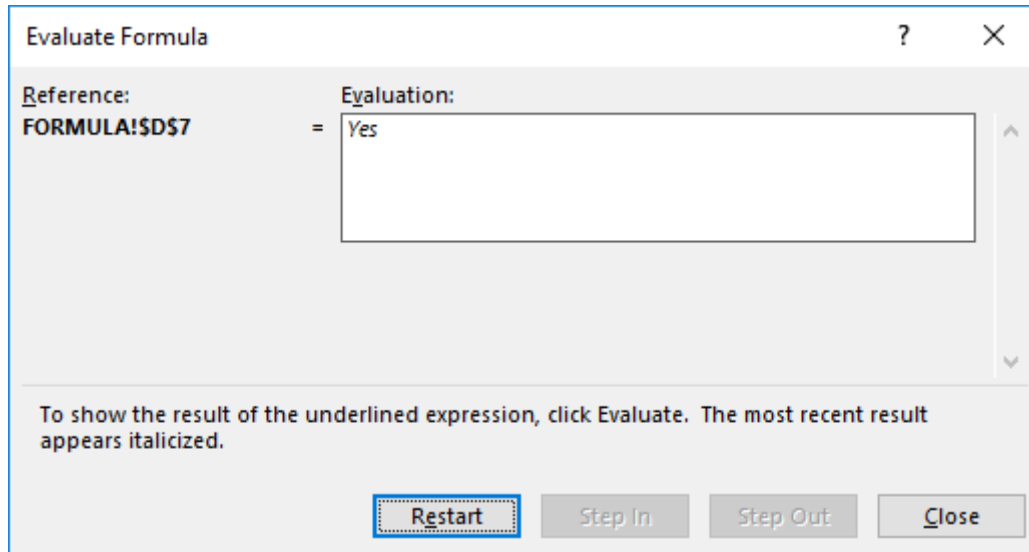 Evaluate Formula
?
Reference:
Evaluation:
FORMULA!$D$7
=
Yes
To show the result of the underlined expression, click Evaluate. The most recent result
appears italicized.
Restart
Step In
Step Out
Close